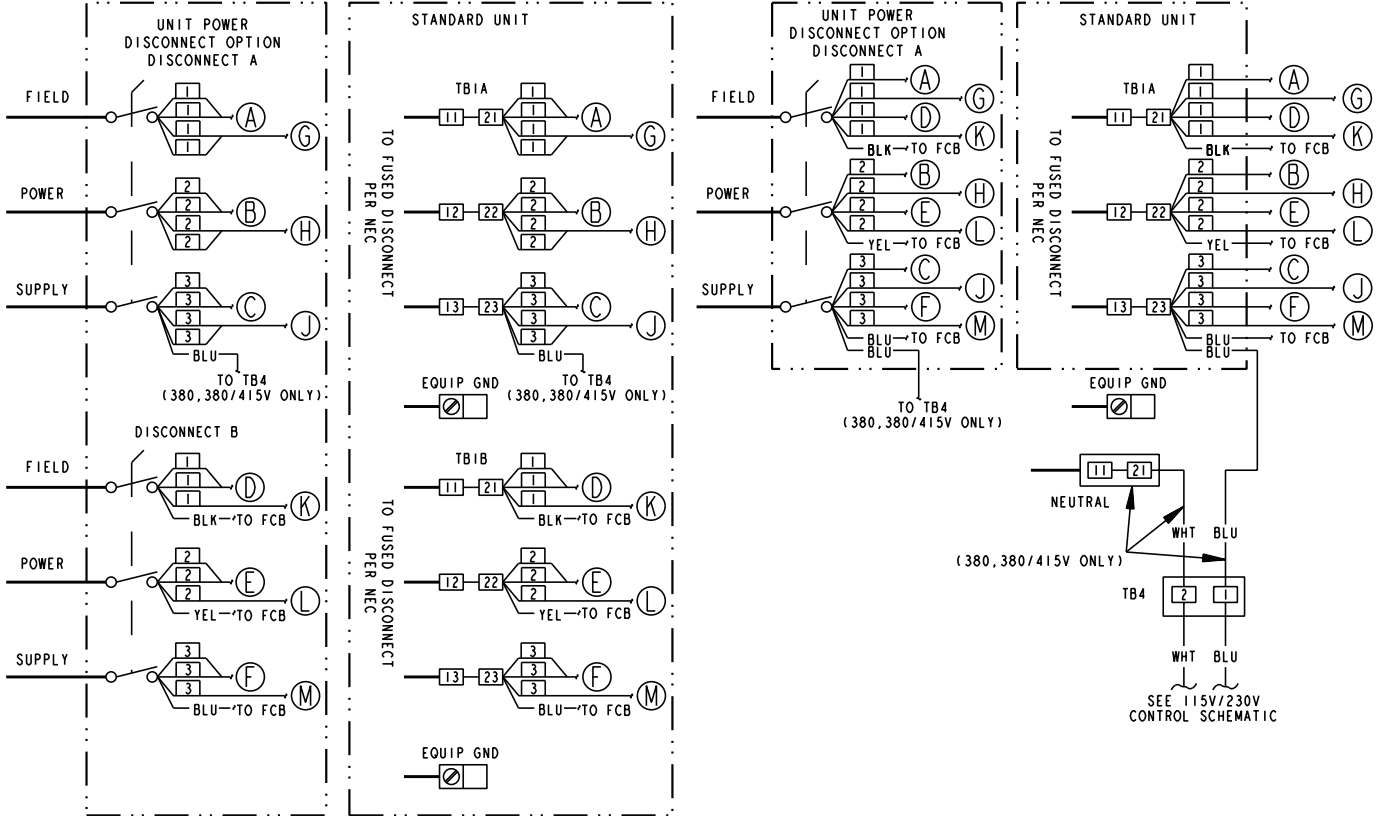 UNIT POWER
DISCONNECT OPTION
DISCONNECT A
FIELD
1
1
1
1
A
G
POWER
2
2
2
2
B
H
SUPPLY
3
3
3
3
C
J
BLU
TO TB4
(380,380/415V ONLY)
DISCONNECT B
FIELD
1
1
1
D
K
BLK TO FCB
POWER
2
2
2
E
L
YEL TO FCB
SUPPLY
3
3
3
F
M
BLU TO FCB
STANDARD UNIT
TO FUSED DISCONNECT
PER NEC
TB1A
11 21
1
1
1
1
A
G
12 22
2
2
2
2
B
H
13 23
3
3
3
3
C
J
BLU
TO TB4
(380,380/415V ONLY)
EQUIP GND
TO FUSED DISCONNECT
PER NEC
TB1B
11 21
1
1
1
D
K
BLK TO FCB
12 22
2
2
2
E
L
YEL TO FCB
13 23
3
3
3
F
M
BLU TO FCB
EQUIP GND
UNIT POWER
DISCONNECT OPTION
DISCONNECT A
FIELD
1
1
1
1
A
G
D
K
BLK TO FCB
POWER
2
2
2
2
B
H
E
L
YEL TO FCB
SUPPLY
3
3
3
3
C
J
F
M
BLU TO FCB
BLU
TO TB4
(380,380/415V ONLY)
STANDARD UNIT
TO FUSED DISCONNECT
PER NEC
TB1A
11 21
1
1
1
1
A
G
D
K
BLK TO FCB
12 22
2
2
2
2
B
H
E
L
YEL TO FCB
13 23
3
3
3
3
C
J
F
M
BLU TO FCB
BLU
EQUIP GND
11 21
NEUTRAL
WHT BLU
(380,380/415V ONLY)
TB4 2 1
WHT BLU
SEE 115V/230V
CONTROL SCHEMATIC